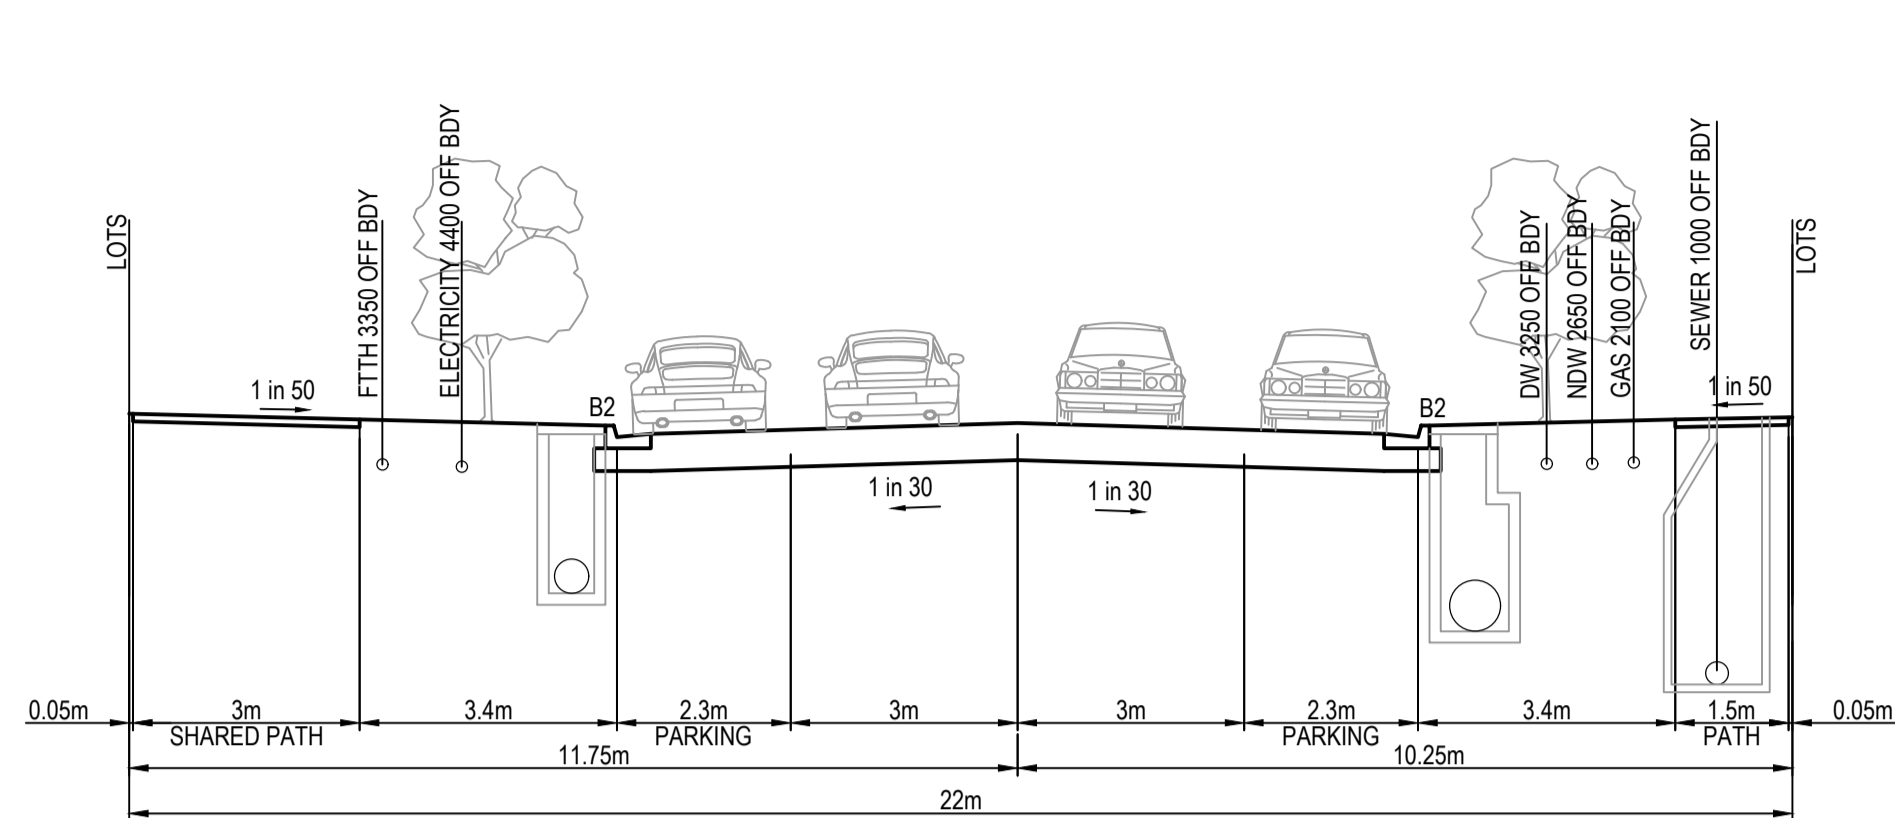 LOTS
FTTH 3350 OFF BDY
ELECTRICITY 4400 OFF BDY
DW 3250 OFF BDY
NDW 2650 OFF BDY
GAS 2100 OFF BDY
SEWER 1000 OFF BDY
LOTS
1 in 50
B2
B2
1 in 50
1 in 30
1 in 30
0.05m
3m
3.4m
2.3m
3m
3m
2.3m
3.4m
1.5m
0.05m
SHARED PATH
PARKING
PARKING
PATH
11.75m
10.25m
22m